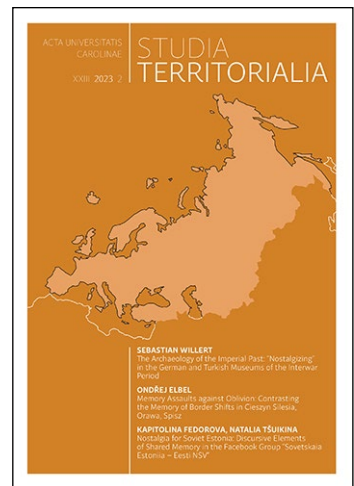 ACTA UNIVERSITATIS
CAROLINAE
XXIII 2023 2
STUDIA
TERRITORIALIA
SEBASTIAN WILLERT
The Archaeology of the Imperial Past: "Nostalgizing"
in the German and Turkish Museums of the Interwar
Period
ONDŘEJ ELBEL
Memory Assaults against Oblivion: Contrasting
the Memory of Border Shifts in Cieszyn Silesia,
Orawa, Spisz
KAPITOLINA FEDOROVA, NATALIA TŠUIKINA
Nostalgia for Soviet Estonia: Discursive Elements
of Shared Memory in the Facebook Group "Sovetskaia
Estoniia – Eesti NSV"